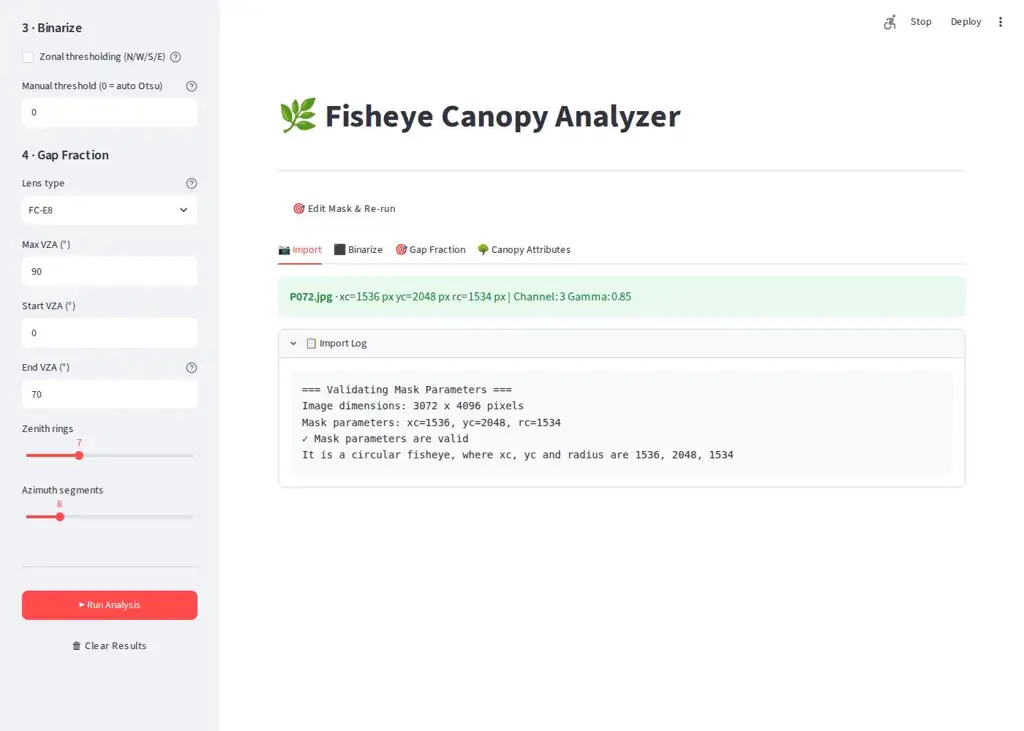 3 · Binarize
Zonal thresholding (N/W/S/E)
Manual threshold (0 = auto Otsu)
0
4 · Gap Fraction
Lens type
FC-E8
Max VZA (°)
90
Start VZA (°)
0
End VZA (°)
70
Zenith rings
7
Azimuth segments
8
Run Analysis
Clear Results
Stop
Deploy
Fisheye Canopy Analyzer
Edit Mask & Re-run
Import
Binarize
Gap Fraction
Canopy Attributes
P072.jpg · xc=1536 px yc=2048 px rc=1534 px | Channel: 3 Gamma: 0.85
Import Log
=== Validating Mask Parameters ===
Image dimensions: 3072 x 4096 pixels
Mask parameters: xc=1536, yc=2048, rc=1534
✓ Mask parameters are valid
It is a circular fisheye, where xc, yc and radius are 1536, 2048, 1534